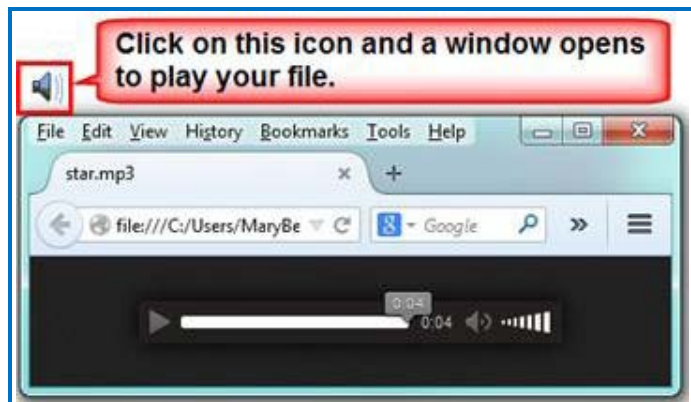 Click on this icon and a window opens
to play your file.
File Edit View History Bookmarks Tools Help
star.mp3
file:///C:/Users/MaryBe 8 Google
0:04
0:04